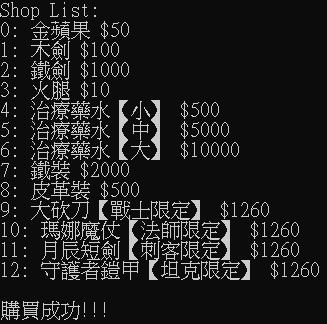 Shop List:
0: 金蘋果 $50
1: 木劍 $100
2: 鐵劍 $1000
3: 火腿 $10
4: 治療藥水【小】 $500
5: 治療藥水【中】 $5000
6: 治療藥水【大】 $10000
7: 鐵裝 $2000
8: 皮革裝 $500
9: 大砍刀【戰士限定】 $1260
10: 瑪娜魔仗【法師限定】 $1260
11: 月辰短劍【刺客限定】 $1260
12: 守護者鎧甲【坦克限定】 $1260
購買成功!!!